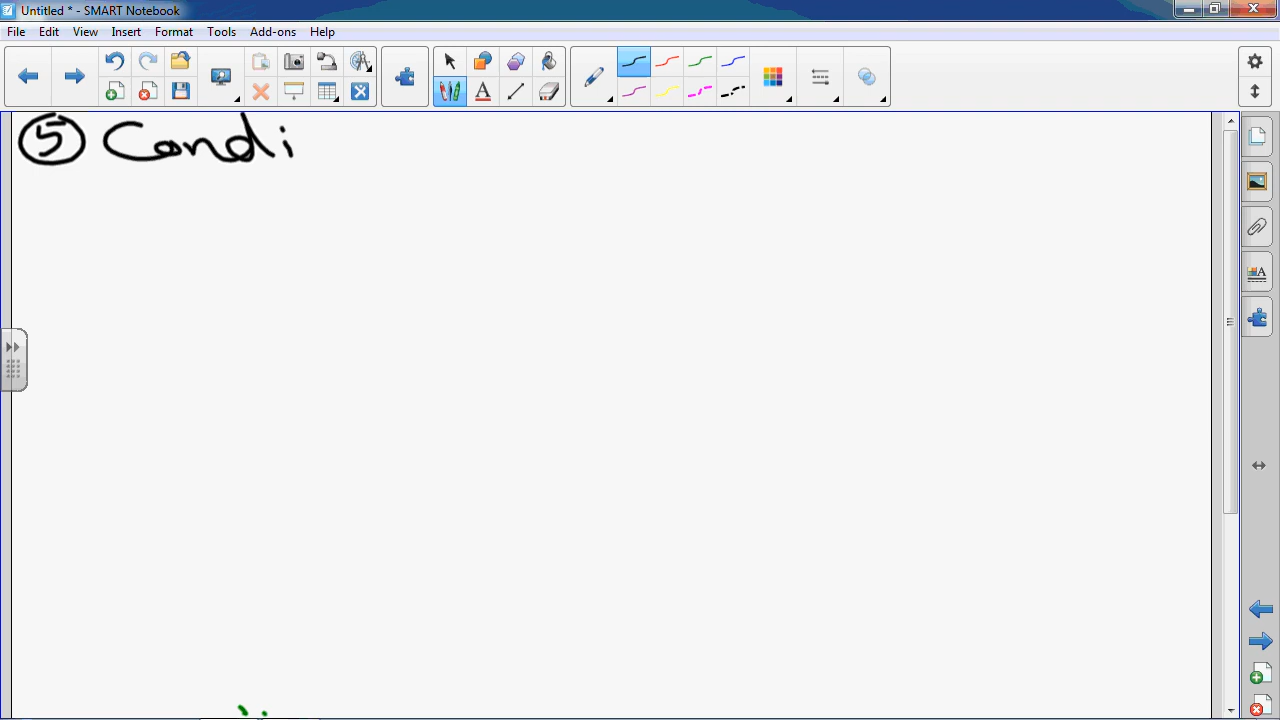 Untitled * - SMART Notebook
File Edit View Insert Format Tools Add-ons Help
⑤ Condi